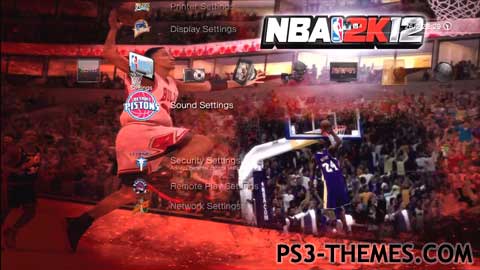 Printer Settings
Display Settings
NBA 2K12
Settings
PISTONS
Sound Settings
Security Settings
Remote Play Settings
Network Settings
24
PS3-THEMES.COM